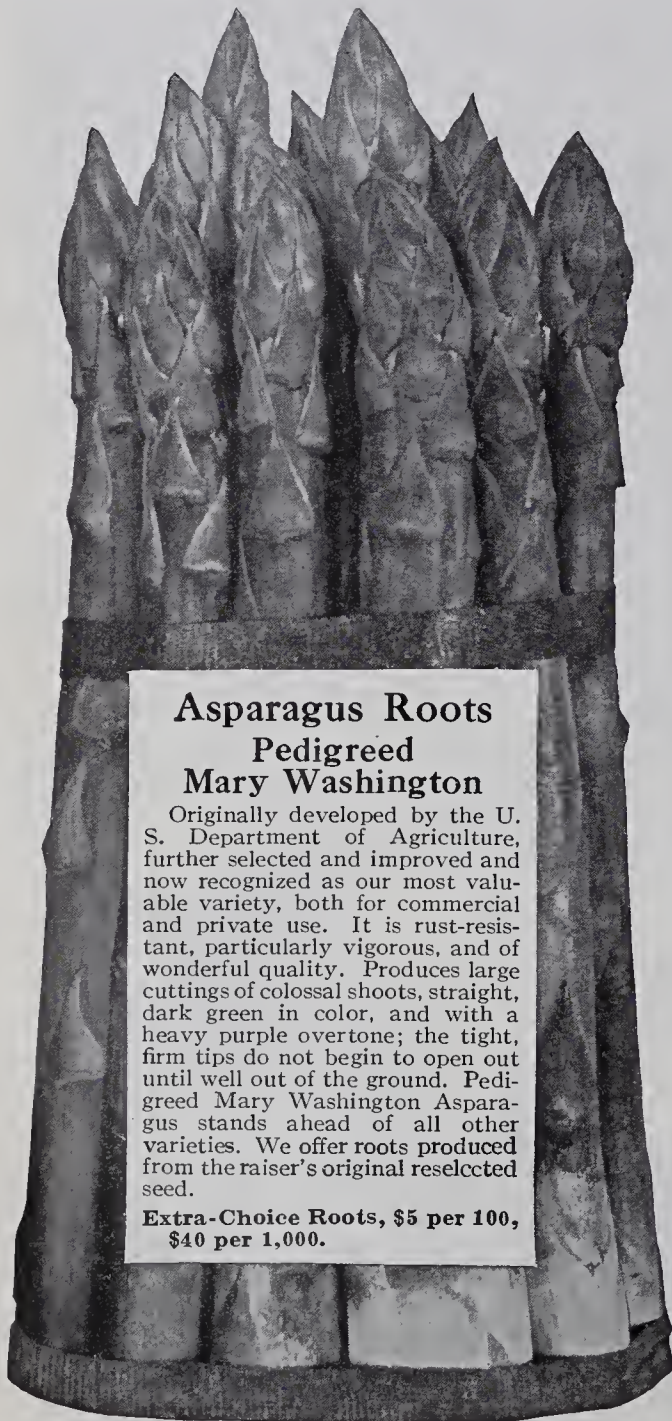 Asparagus Roots
Pedigreed
Mary Washington
Originally developed by the U.
S. Department of Agriculture,
further selected and improved and
now recognized as our most valu-
able variety, both for commercial
and private use. It is rust-resis-
tant, particularly vigorous, and of
wonderful quality. Produces large
cuttings of colossal shoots, straight,
dark green in color, and with a
heavy purple overtone; the tight,
firm tips do not begin to open out
until well out of the ground. Pedi-
greed Mary Washington Aspara-
gus stands ahead of all other
varieties. We offer roots produced
from the raiser's original reselccted
seed.
Extra-Choice Roots, $5 per 100,
$40 per 1,000.